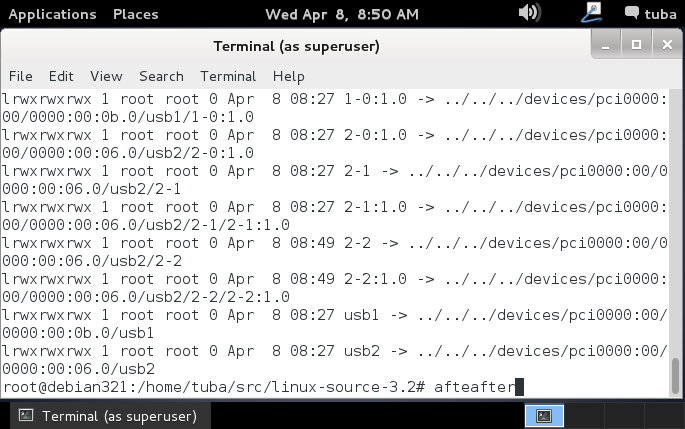 Applications Places Wed Apr 8, 8:50 AM tuba
Terminal (as superuser)
File Edit View Search Terminal Help
lrwxrwxrwx 1 root root 0 Apr  8 08:27 1-0:1.0 -> ../../../devices/pci0000:
00/0000:00:0b.0/usb1/1-0:1.0
lrwxrwxrwx 1 root root 0 Apr  8 08:27 2-0:1.0 -> ../../../devices/pci0000:
00/0000:00:06.0/usb2/2-0:1.0
lrwxrwxrwx 1 root root 0 Apr  8 08:27 2-1 -> ../../../devices/pci0000:00/0
000:00:06.0/usb2/2-1
lrwxrwxrwx 1 root root 0 Apr  8 08:27 2-1:1.0 -> ../../../devices/pci0000:
00/0000:00:06.0/usb2/2-1/2-1:1.0
lrwxrwxrwx 1 root root 0 Apr  8 08:49 2-2 -> ../../../devices/pci0000:00/0
000:00:06.0/usb2/2-2
lrwxrwxrwx 1 root root 0 Apr  8 08:49 2-2:1.0 -> ../../../devices/pci0000:
00/0000:00:06.0/usb2/2-2/2-2:1.0
lrwxrwxrwx 1 root root 0 Apr  8 08:27 usb1 -> ../../../devices/pci0000:00/
0000:00:0b.0/usb1
lrwxrwxrwx 1 root root 0 Apr  8 08:27 usb2 -> ../../../devices/pci0000:00/
0000:00:06.0/usb2
root@debian321:/home/tuba/src/linux-source-3.2# afteafter
Terminal (as superuser)